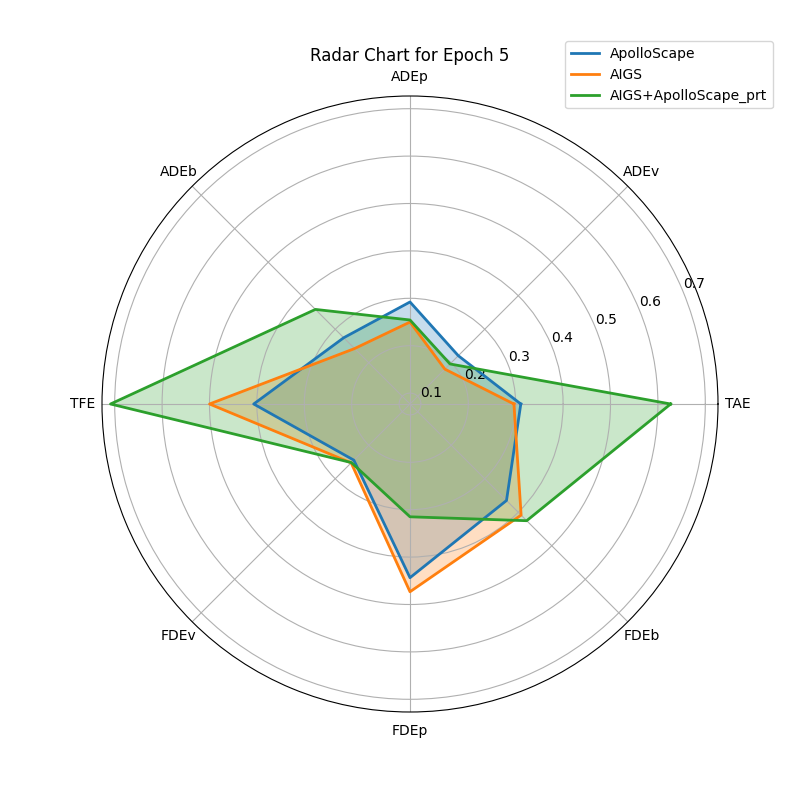 Radar Chart for Epoch 5
ApolloScape
AIGS
AIGS+ApolloScape_prt
ADEp
ADEb
ADEv
0.7
0.6
0.5
0.4
0.3
0.2
0.1
TFE
TAE
FDEv
FDEb
FDEp